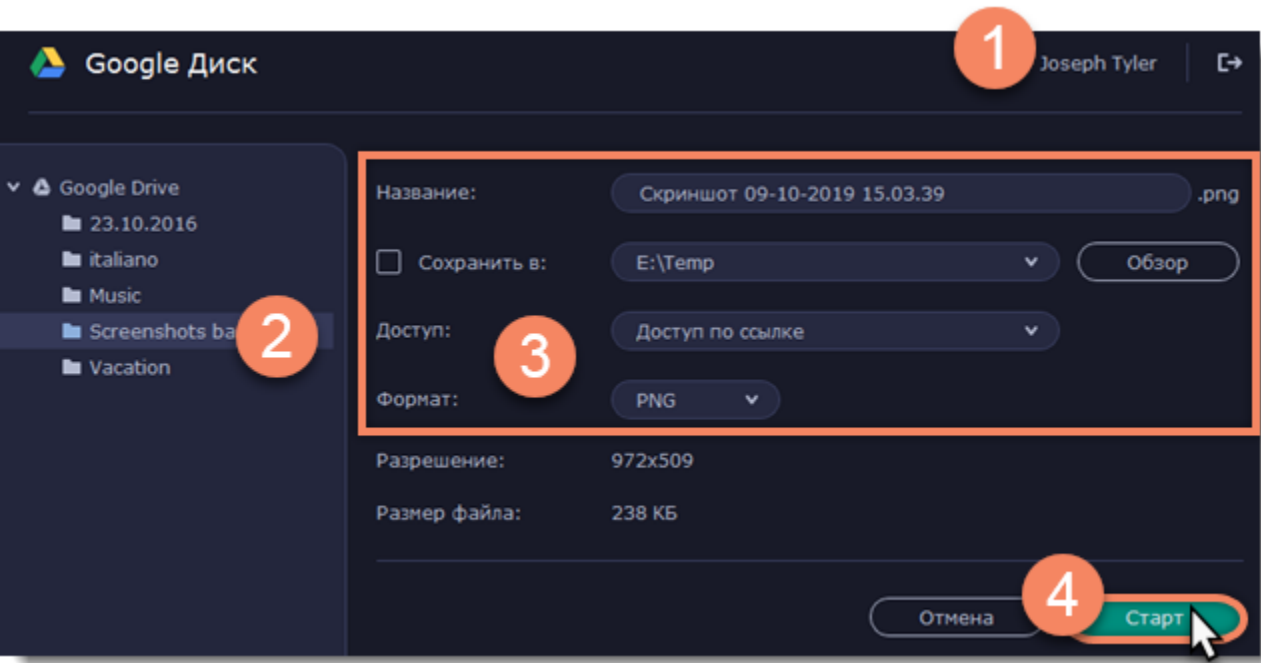 Google Диск
1
Joseph Tyler
Google Drive
23.10.2016
italiano
Music
Screenshots
2
Vacation
Название:
Скриншот 09-10-2019 15.03.39
.png
Сохранить в:
E:\Temp
Обзор
Доступ:
3
Доступ по ссылке
Формат:
PNG
Разрешение:
972x509
Размер файла:
238 КБ
Отмена
4
Старт